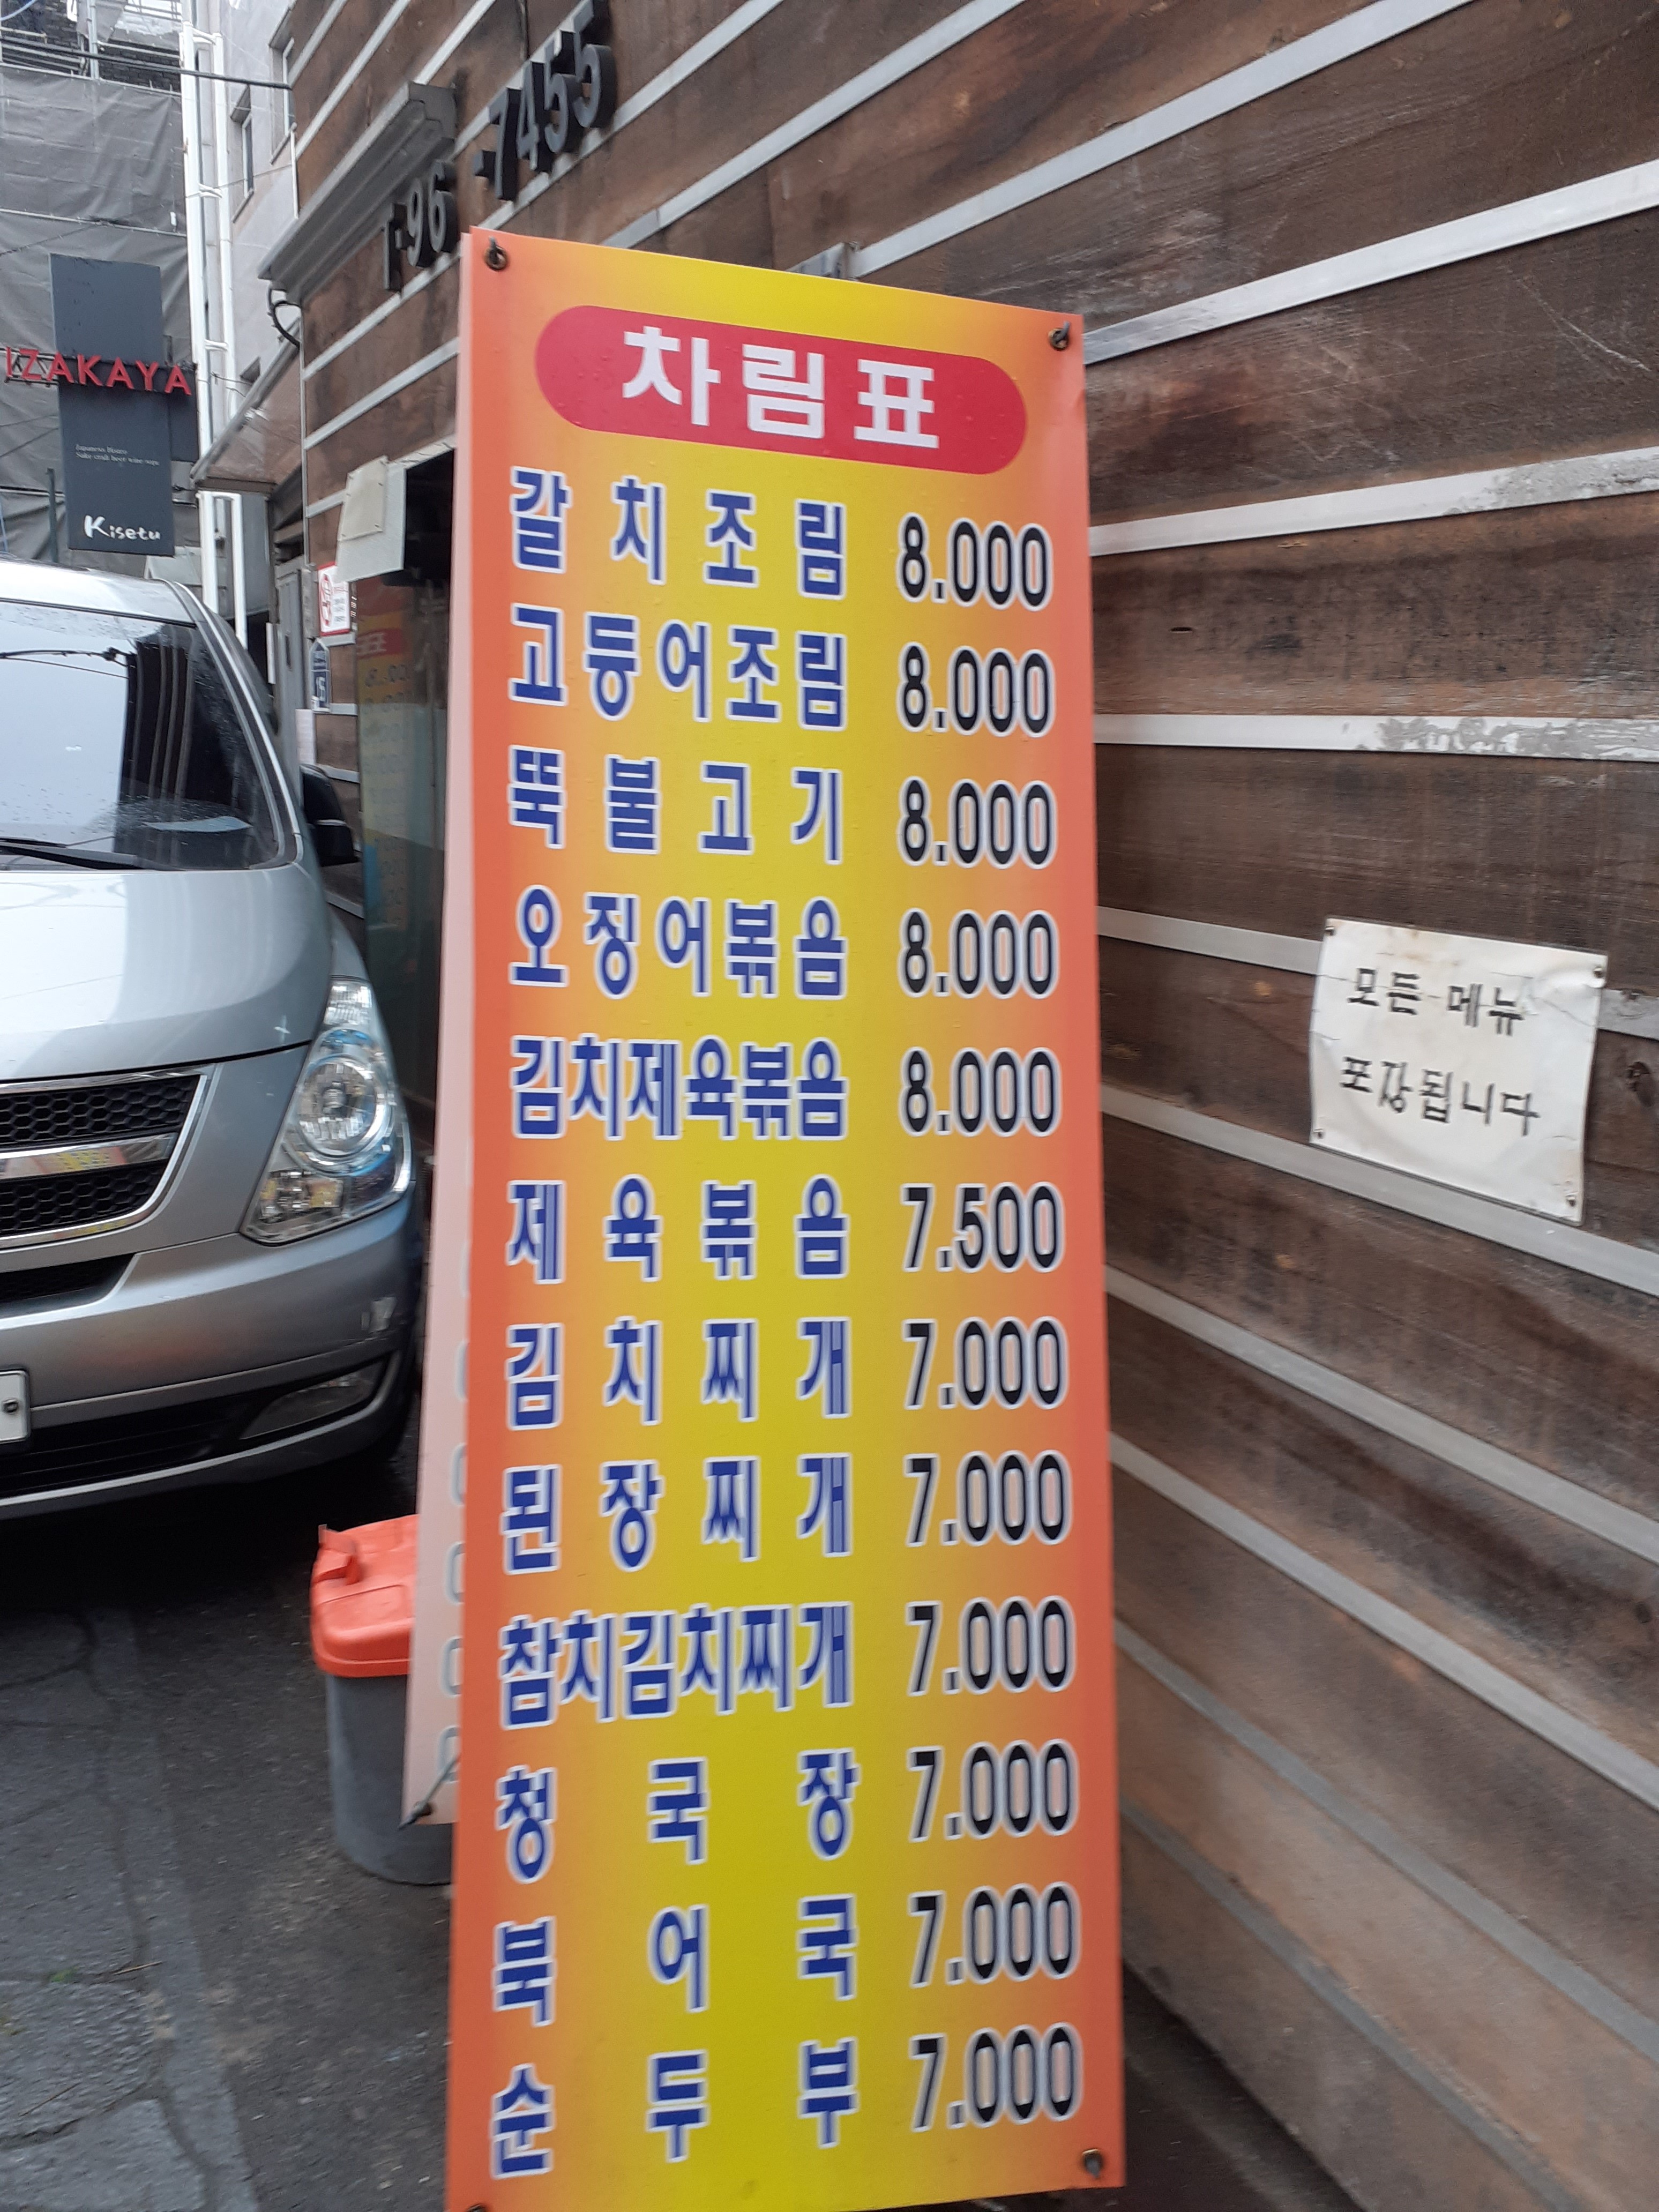 T.96 -7455
IZAKAYA
Kisetu
차림표
갈치조림 8.000
고등어조림 8.000
뚝불고기 8.000
오징어볶음 8.000
김치제육볶음 8.000
제육볶음 7.500
김치찌개 7.000
된장찌개 7.000
참치김치찌개 7.000
청국장 7.000
북어국 7.000
순두부 7.000
모든 메뉴
포장됩니다